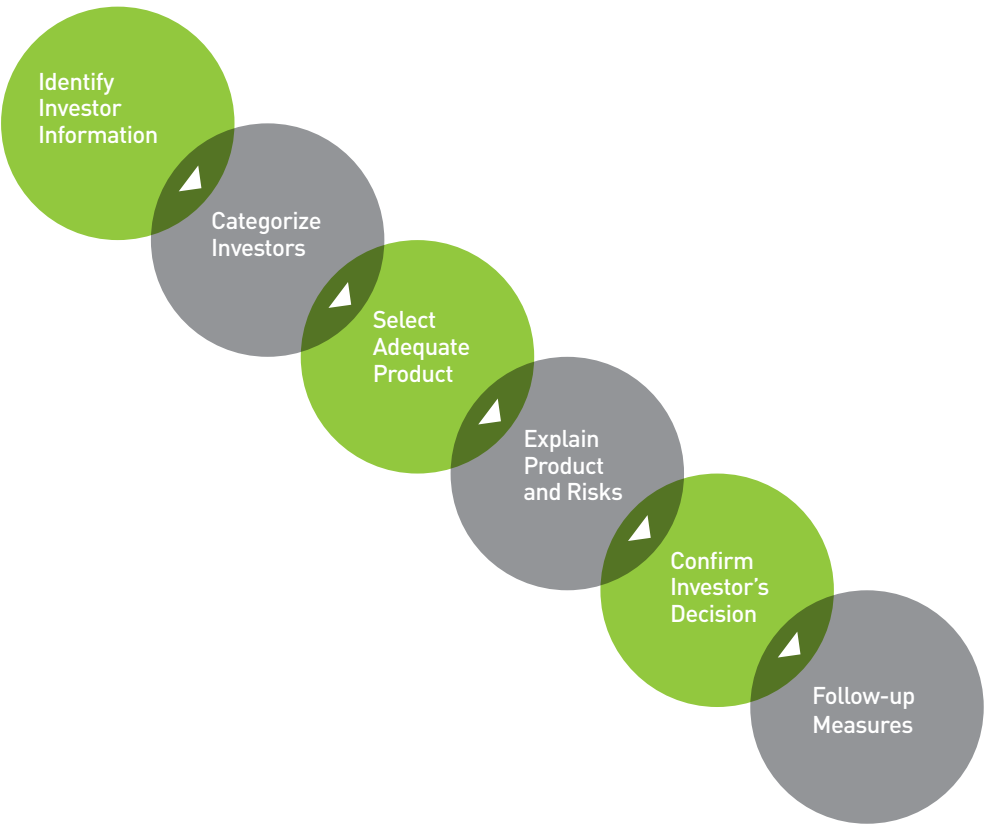 Identify
Investor
Information
Categorize
Investors
Select
Adequate
Product
Explain
Product
and Risks
Confirm
Investor’s
Decision
Follow-up
Measures